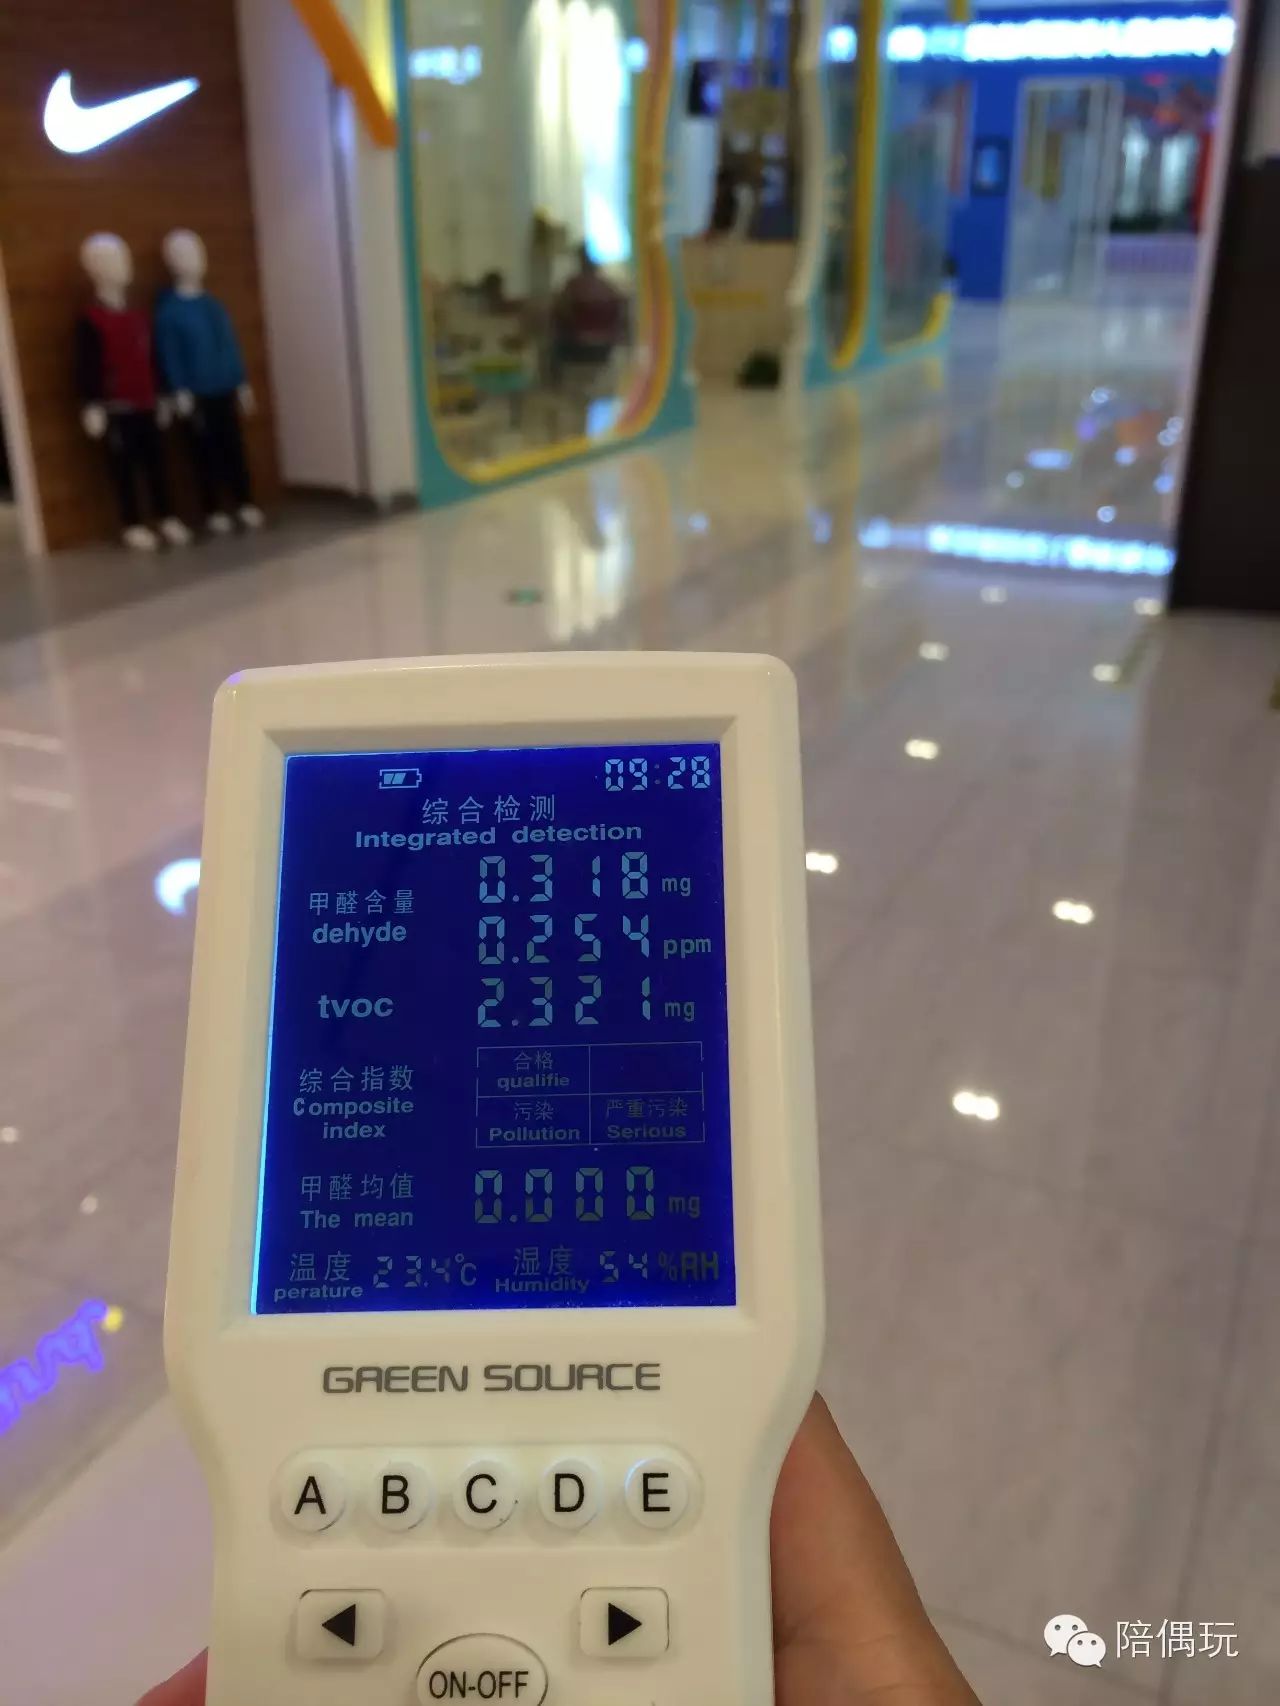 09:28
综合检测
Integrated detection
0.318 mg
甲醛含量
dehyde
0.254 ppm
tvoc 2.321 mg
综合指数
Composite
index
合格
qualifie
污染 严重污染
Pollution Serious
甲醛均值
The mean
0.000 mg
温度 23.4℃ 湿度 54%RH
perature Humidity
GREEN SOURCE
A B C D E
ON-OFF
陪偶玩